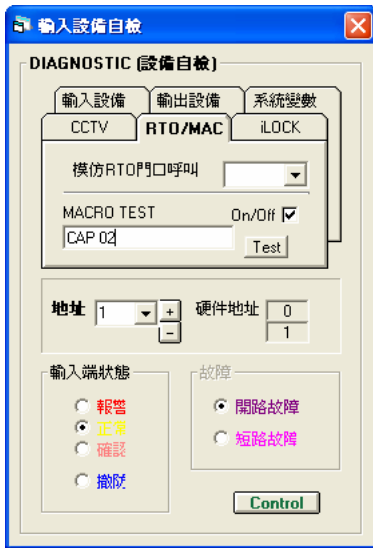 輸入設備自檢
DIAGNOSTIC (設備自檢)
輸入設備 輸出設備 系統變數
CCTV RTO/MAC iLOCK
模仿RTO門口呼叫
MACRO TEST On/Off
CAP 02
Test
地址 1 + 硬件地址 0
− 1
輸入端狀態 故障
報警 開路故障
正常
確認 短路故障
撤防
Control